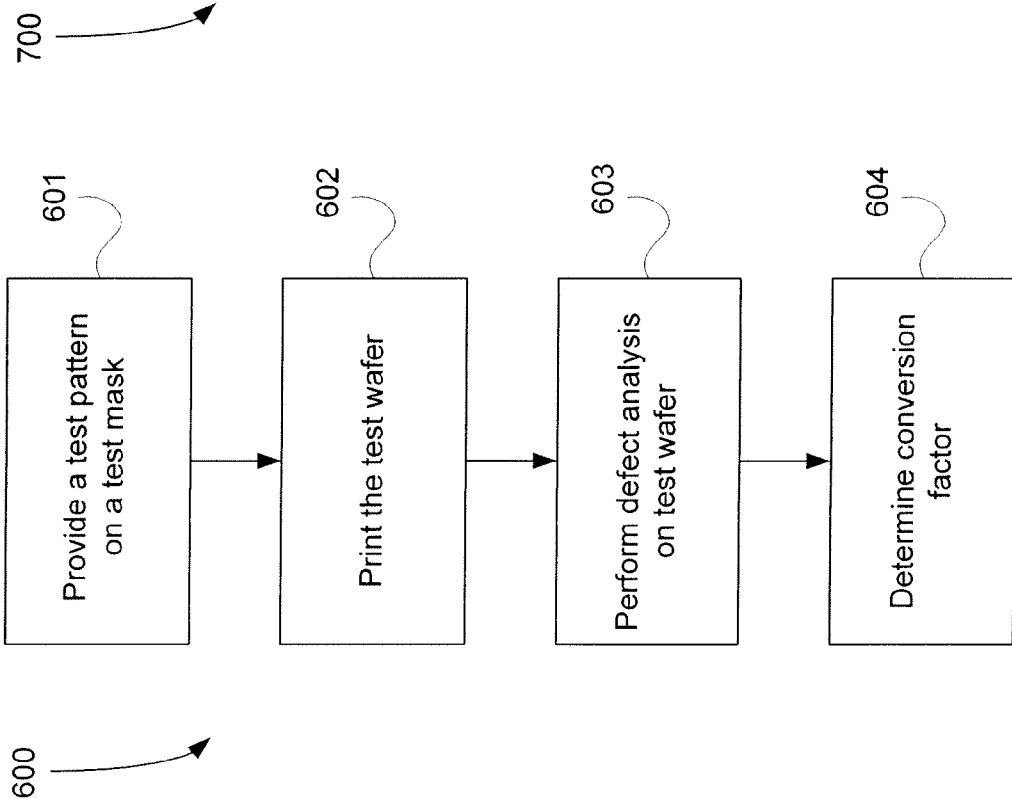 600
Provide a test pattern
on a test mask
601
Print the test wafer
602
Perform defect analysis
on test wafer
603
Determine conversion
factor
604
700